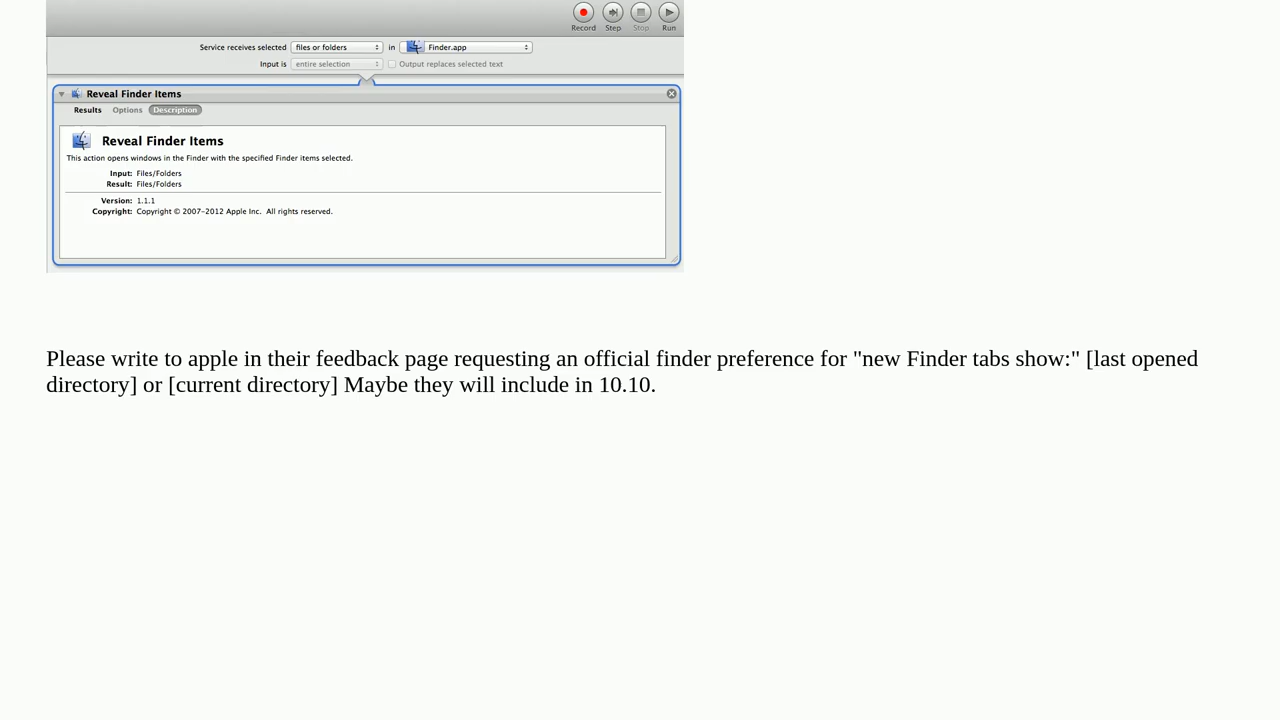 Record Step Stop Run
Service receives selected files or folders in Finder.app
Input is entire selection Output replaces selected text
Reveal Finder Items
Results Options Description
Reveal Finder Items
This action opens windows in the Finder with the specified Finder items selected.
Input: Files/Folders
Result: Files/Folders
Version: 1.1.1
Copyright: Copyright © 2007–2012 Apple Inc. All rights reserved.
Please write to apple in their feedback page requesting an official finder preference for "new Finder tabs show:" [last opened
directory] or [current directory] Maybe they will include in 10.10.